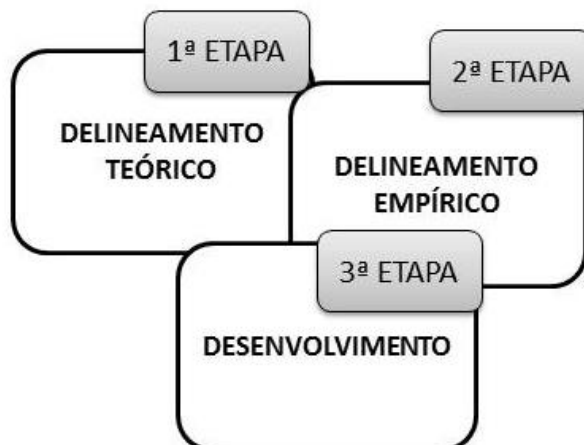 1ª ETAPA
DELINEAMENTO
TEÓRICO
2ª ETAPA
DELINEAMENTO
EMPÍRICO
3ª ETAPA
DESENVOLVIMENTO